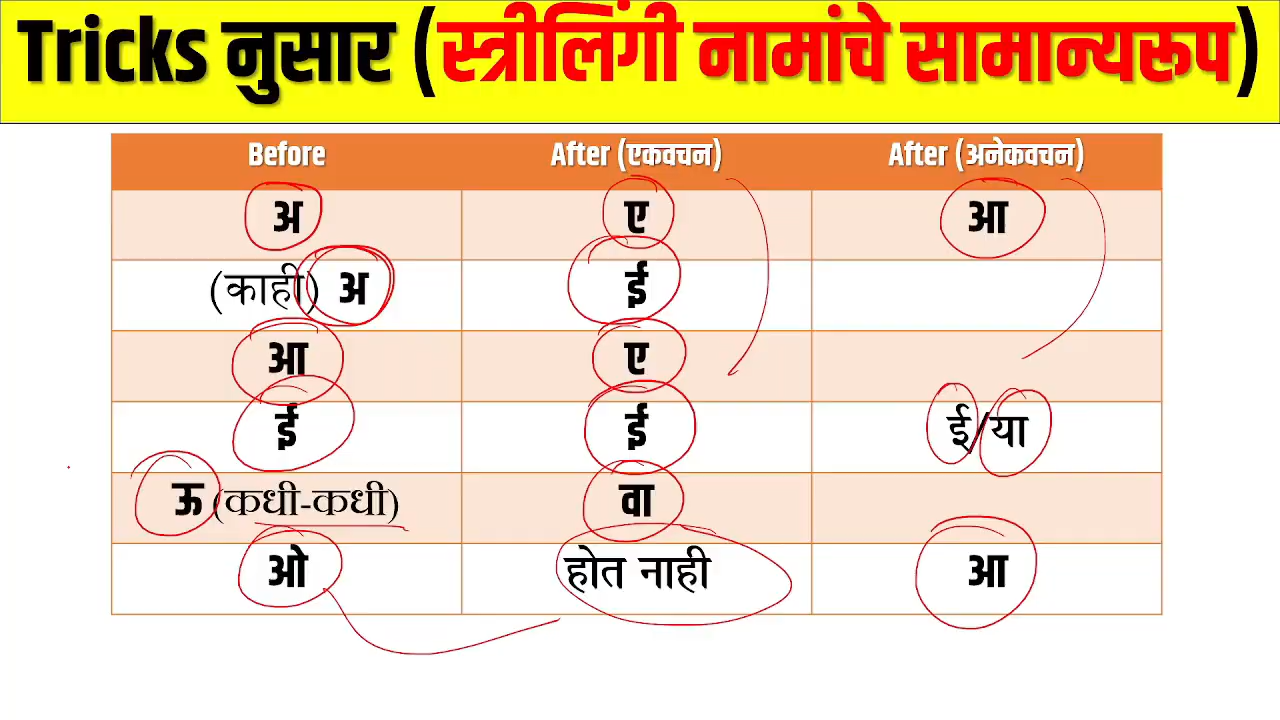 Tricks नुसार (स्त्रीलिंगी नामांचे सामान्यरूप)
Before After (एकवचन) After (अनेकवचन)
अ ए आ
(काही) अ ई
आ ए
ई ई ई/या
ऊ (कधी-कधी) वा
ओ होत नाही आ